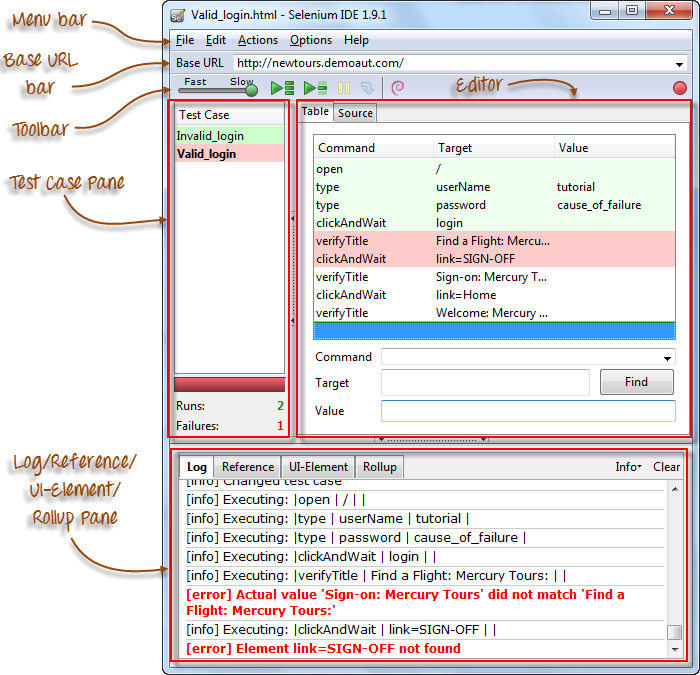 Menu bar
Base URL
bar
Toolbar
Test Case Pane
Log/Reference/
UI-Element/
Rollup Pane
Editor
Valid_login.html - Selenium IDE 1.9.1
File Edit Actions Options Help
Base URL http://newtours.demoaut.com/
Fast Slow
Test Case
Invalid_login
Valid_login
Runs: 2
Failures: 1
Table Source
Command Target Value
open /
type userName tutorial
type password cause_of_failure
clickAndWait login
verifyTitle Find a Flight: Mercu...
clickAndWait link=SIGN-OFF
verifyTitle Sign-on: Mercury T...
clickAndWait link=Home
verifyTitle Welcome: Mercury ...
Command
Target Find
Value
Log Reference UI-Element Rollup Info Clear
[info] Changed test case
[info] Executing: |open | / | |
[info] Executing: |type | userName | tutorial |
[info] Executing: |type | password | cause_of_failure |
[info] Executing: |clickAndWait | login | |
[info] Executing: |verifyTitle | Find a Flight: Mercury Tours: | |
[error] Actual value 'Sign-on: Mercury Tours' did not match 'Find a
Flight: Mercury Tours:'
[info] Executing: |clickAndWait | link=SIGN-OFF | |
[error] Element link=SIGN-OFF not found